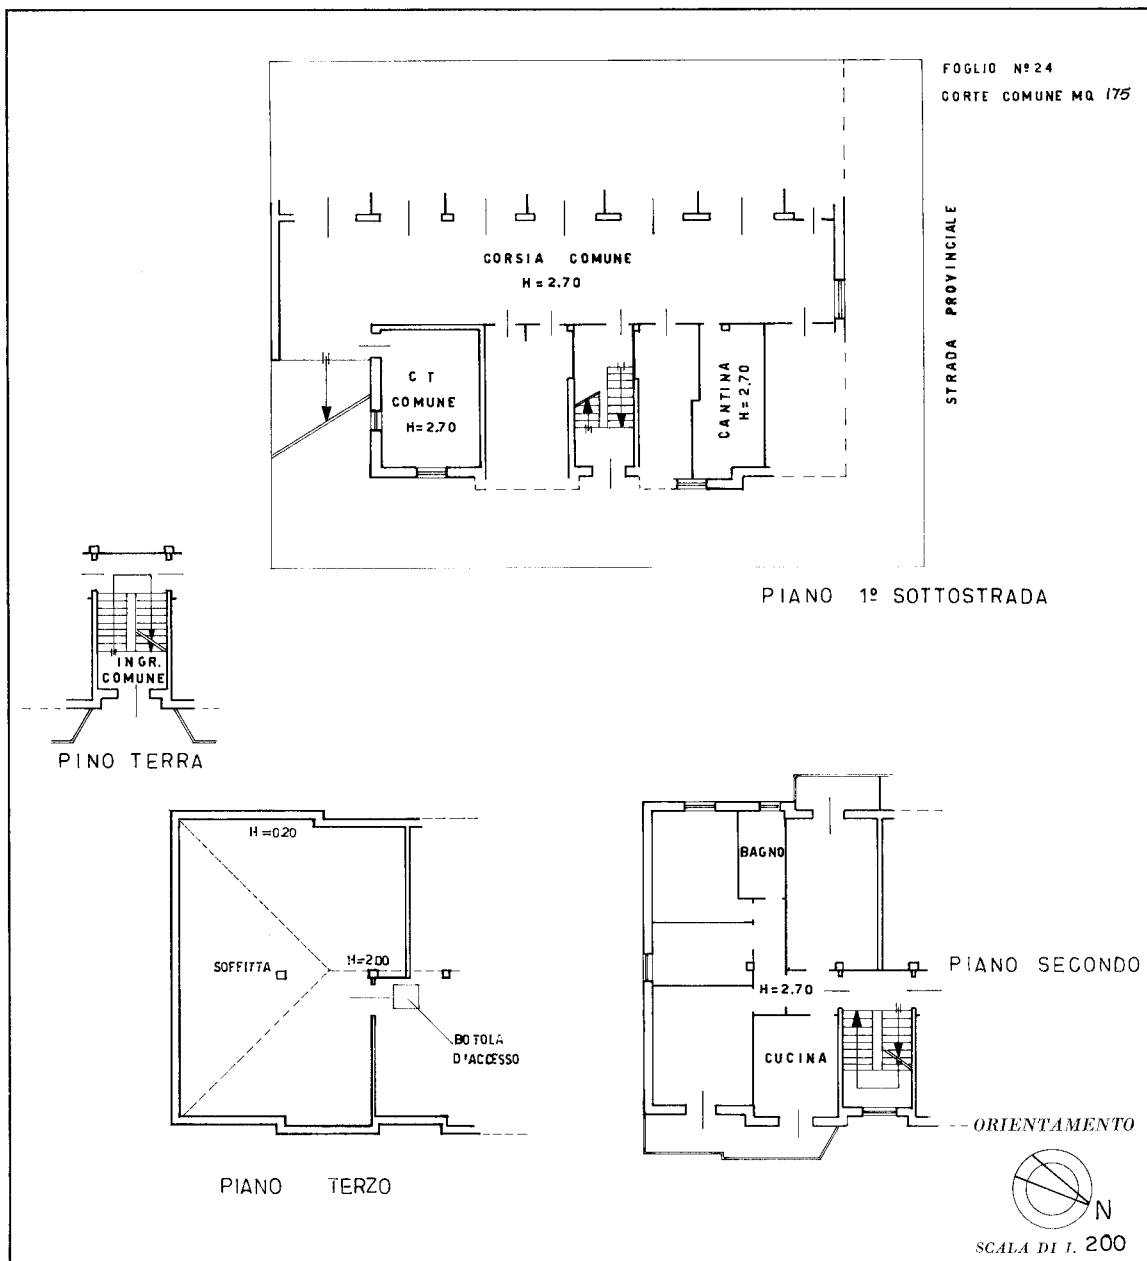 FOGLIO Nº 24
CORTE COMUNE MQ 175
STRADA PROVINCIALE
CORSIA COMUNE
H = 2.70
C T
COMUNE
H = 2.70
CANTINA
H = 2.70
PIANO 1º SOTTOSTRADA
INGR.
COMUNE
PINO TERRA
H = 0.20
SOFFITTA
H = 2.00
BOTOLA
D'ACCESSO
PIANO TERZO
BAGNO
H = 2.70
CUCINA
PIANO SECONDO
ORIENTAMENTO
N
SCALA DI 1. 200